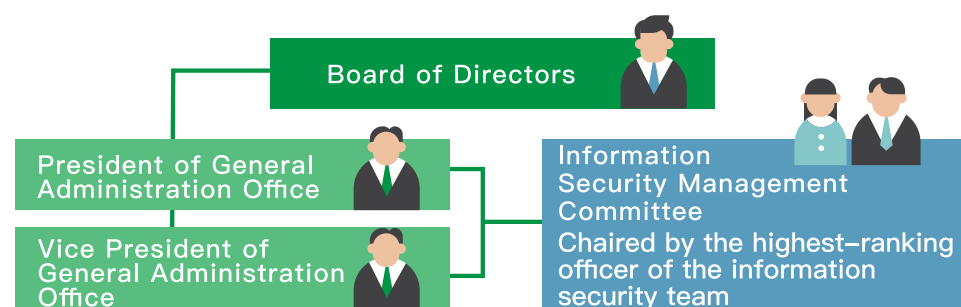 Board of Directors
President of General
Administration Office
Vice President of
General Administration
Office
Information
Security Management
Committee
Chaired by the highest–ranking
officer of the information
security team